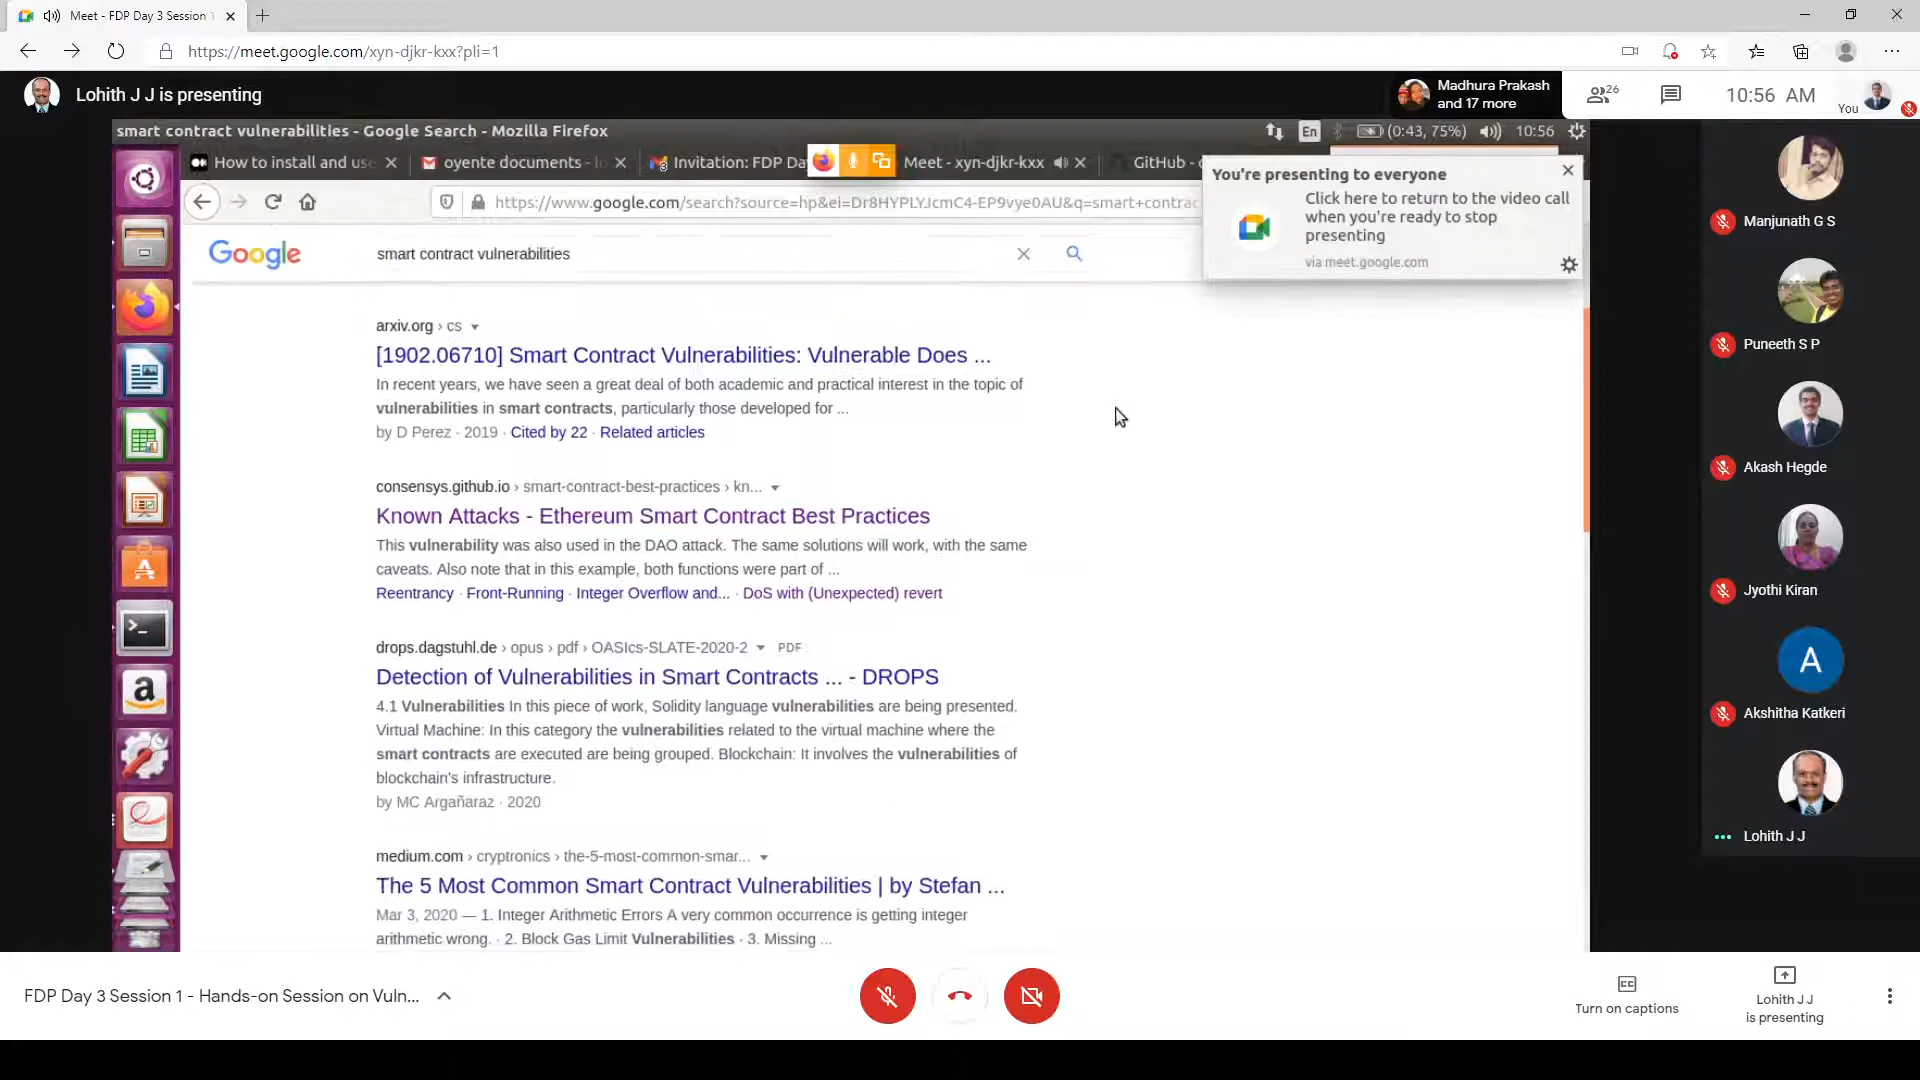 Meet - FDP Day 3 Session 1
https://meet.google.com/xyn-djkr-kxx?pli=1
Lohith J J is presenting
Madhura Prakash
and 17 more
26
10:56 AM
You
smart contract vulnerabilities - Google Search - Mozilla Firefox
En
(0:43, 75%)
10:56
How to install and use
oyente documents - lo
Invitation: FDP Da
Meet - xyn-djkr-kxx
GitHub -
https://www.google.com/search?source=hp&ei=Dr8HYPLYJcmC4-EP9vye0AU&q=smart+contrac
You're presenting to everyone
Click here to return to the video call
when you're ready to stop
presenting
via meet.google.com
Google
smart contract vulnerabilities
arxiv.org › cs
[1902.06710] Smart Contract Vulnerabilities: Vulnerable Does ...
In recent years, we have seen a great deal of both academic and practical interest in the topic of
vulnerabilities in smart contracts, particularly those developed for ...
by D Perez · 2019 · Cited by 22 · Related articles
consensys.github.io › smart-contract-best-practices › kn...
Known Attacks - Ethereum Smart Contract Best Practices
This vulnerability was also used in the DAO attack. The same solutions will work, with the same
caveats. Also note that in this example, both functions were part of ...
Reentrancy · Front-Running · Integer Overflow and... · DoS with (Unexpected) revert
drops.dagstuhl.de › opus › pdf › OASIcs-SLATE-2020-2 PDF
Detection of Vulnerabilities in Smart Contracts ... - DROPS
4.1 Vulnerabilities In this piece of work, Solidity language vulnerabilities are being presented.
Virtual Machine: In this category the vulnerabilities related to the virtual machine where the
smart contracts are executed are being grouped. Blockchain: It involves the vulnerabilities of
blockchain's infrastructure.
by MC Argañaraz · 2020
medium.com › cryptronics › the-5-most-common-smar...
The 5 Most Common Smart Contract Vulnerabilities | by Stefan ...
Mar 3, 2020 — 1. Integer Arithmetic Errors A very common occurrence is getting integer
arithmetic wrong. · 2. Block Gas Limit Vulnerabilities · 3. Missing ...
Manjunath G S
Puneeth S P
Akash Hegde
Jyothi Kiran
A
Akshitha Katkeri
Lohith J J
FDP Day 3 Session 1 - Hands-on Session on Vuln...
Turn on captions
Lohith J J
is presenting